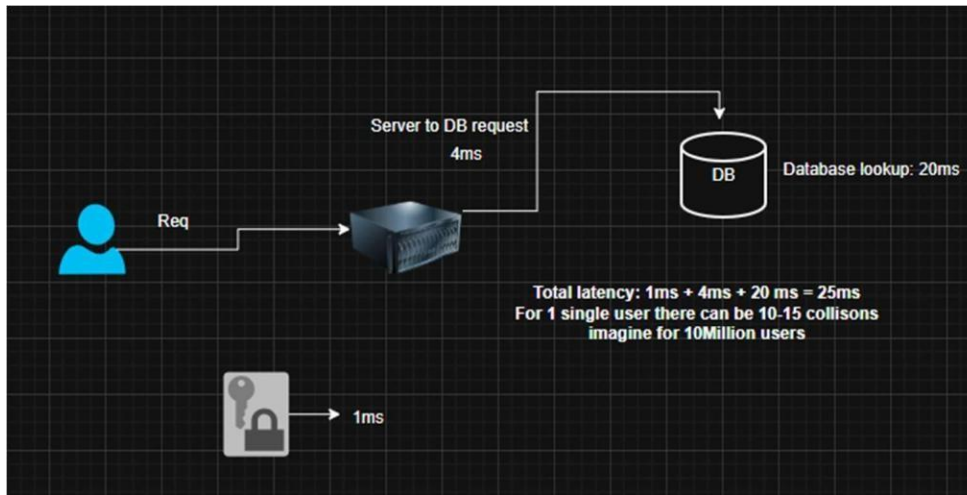 Server to DB request
4ms
DB
Database lookup: 20ms
Req
Total latency: 1ms + 4ms + 20 ms = 25ms
For 1 single user there can be 10-15 collisons
imagine for 10Million users
1ms